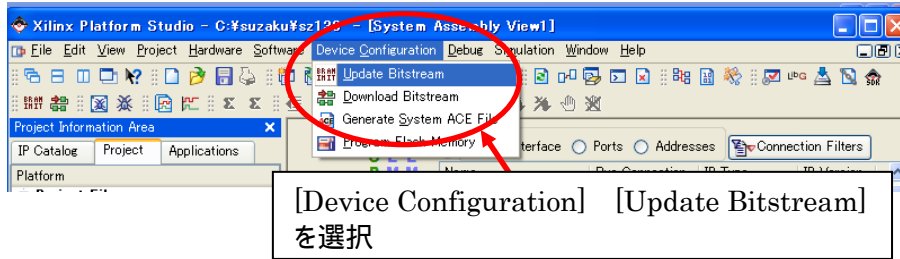 Xilinx Platform Studio - C:¥suzaku¥sz130 - [System Assembly View1]
File Edit View Project Hardware Software Device Configuration Debug Simulation Window Help
Update Bitstream
Download Bitstream
Generate System ACE File
Program Flash Memory
Project Information Area
IP Catalog Project Applications
terface Ports Addresses Connection Filters
Platform
Name Bus Connection IP Type IP Version
[Device Configuration] [Update Bitstream]
を選択